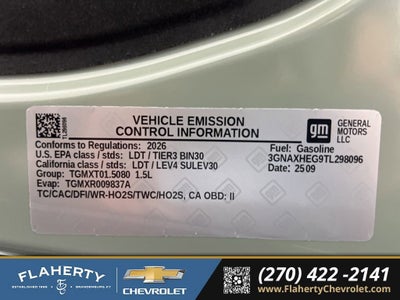 VEHICLE EMISSION
CONTROL INFORMATION
gm
GENERAL
MOTORS
LLC
Conforms to Regulations: 2026
U.S. EPA class / stds: LDT / TIER3 BIN30
California class / stds: LDT / LEV4 SULEV30
Group: TGMXT01.5080 1.5L
Evap: TGMXR009837A
TC/CAC/DFI/WR-HO2S/TWC/HO2S, CA OBD: II
Fuel: Gasoline
3GNAXHEG9TL298096
Date: 2509
FLAHERTY
CHEVROLET
(270) 422-2141
www.FlahertyChevrolet.com